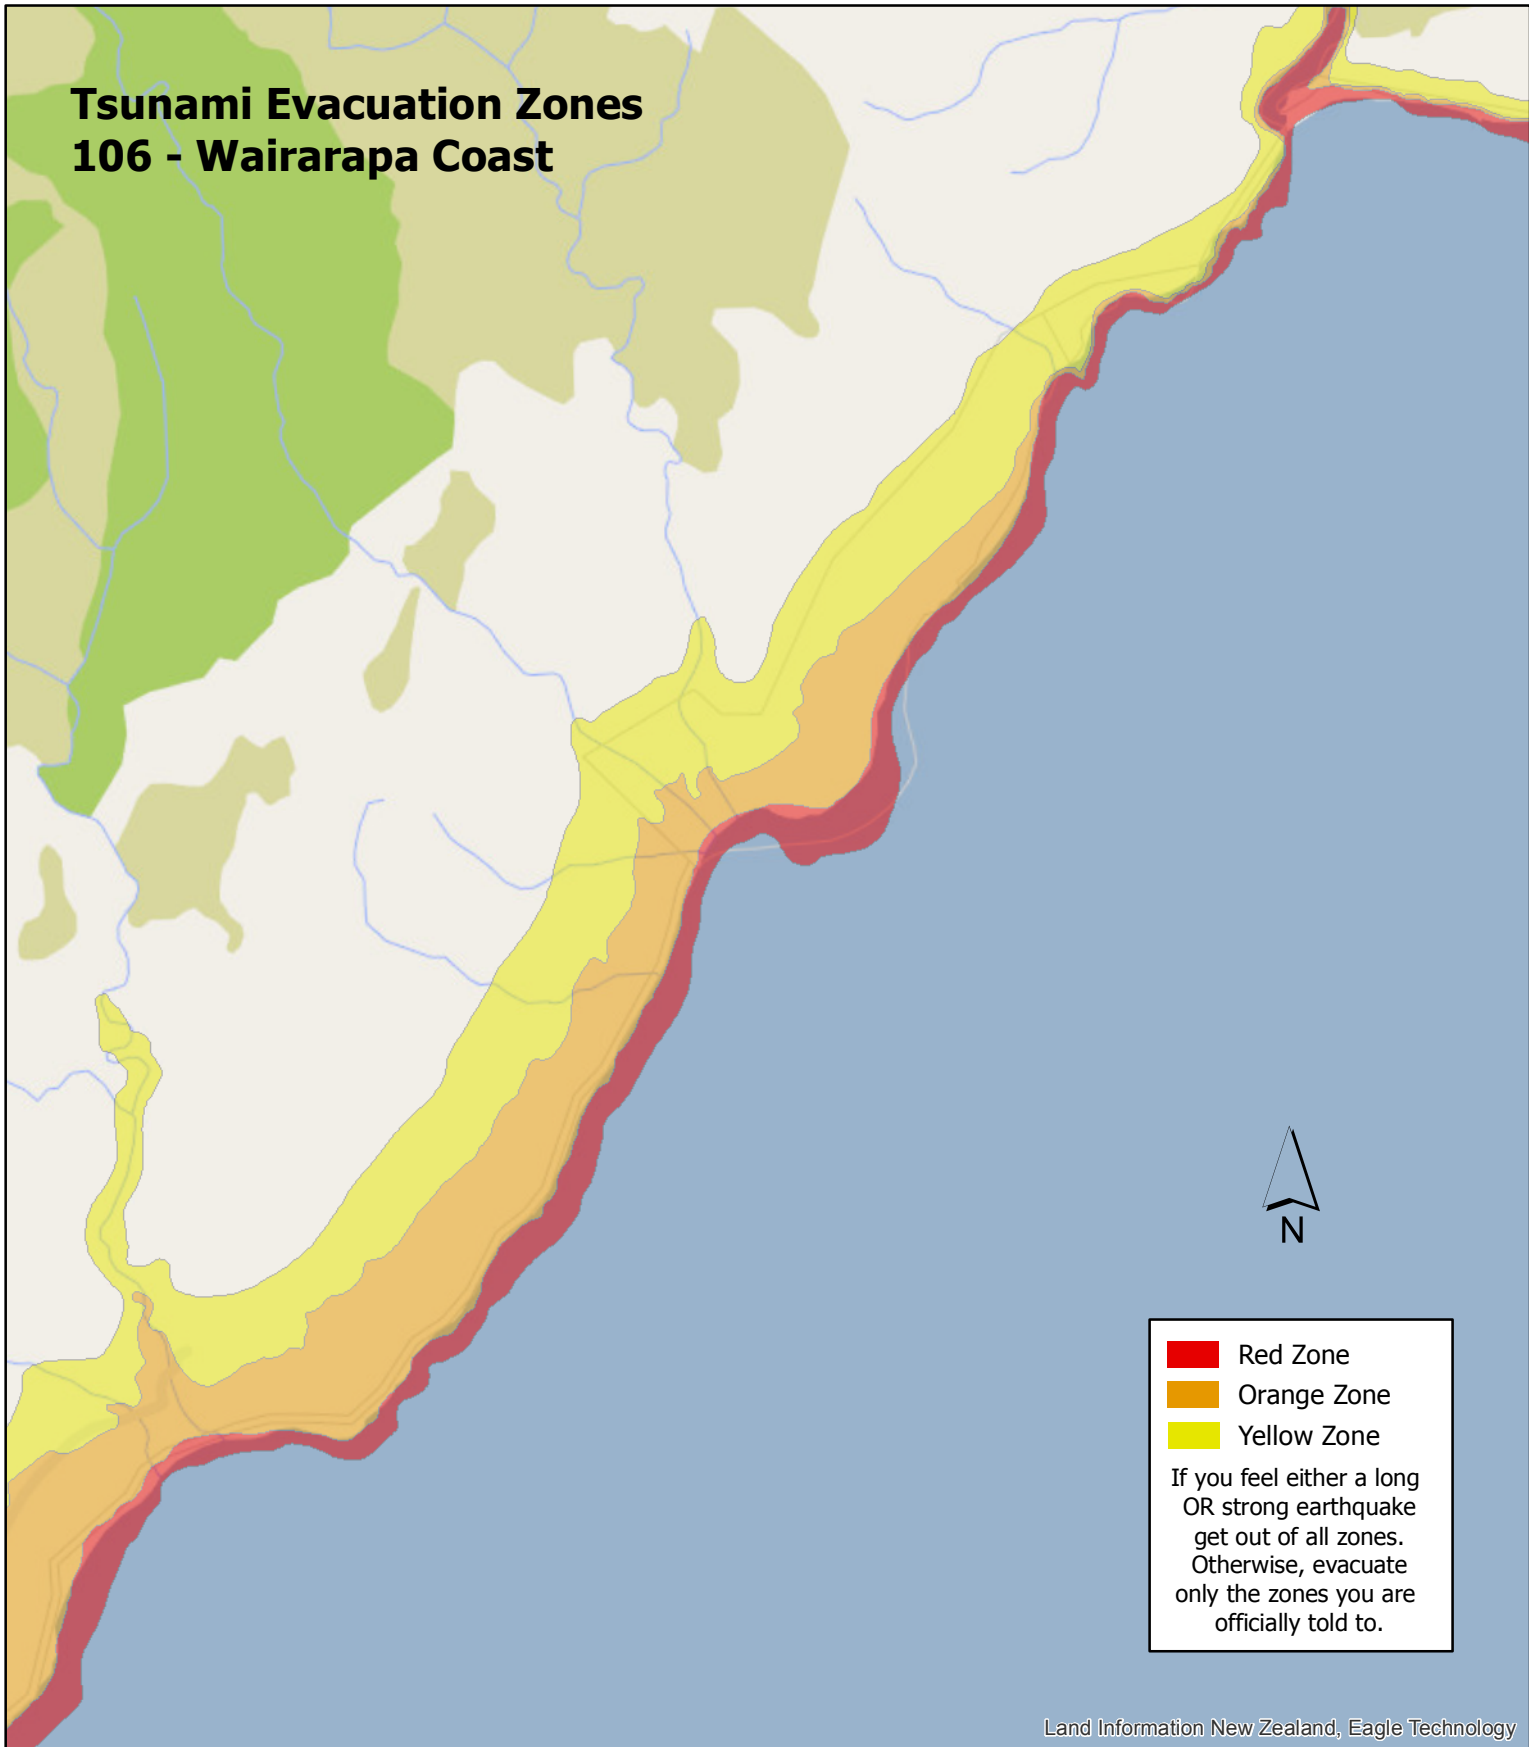 Tsunami Evacuation Zones
106 - Wairarapa Coast
N
Red Zone
Orange Zone
Yellow Zone
If you feel either a long
OR strong earthquake
get out of all zones.
Otherwise, evacuate
only the zones you are
officially told to.
Land Information New Zealand, Eagle Technology